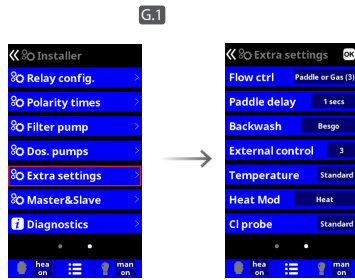 G.1
Installer
Relay config.
Polarity times
Filter pump
Dos. pumps
Extra settings
Master&Slave
Diagnostics
hea on
man on
Extra settings OK
Flow ctrl Paddle or Gas (3)
Paddle delay 1 secs
Backwash Besgo
External control 3
Temperature Standard
Heat Mod Heat
Cl probe Standard
hea on
man on